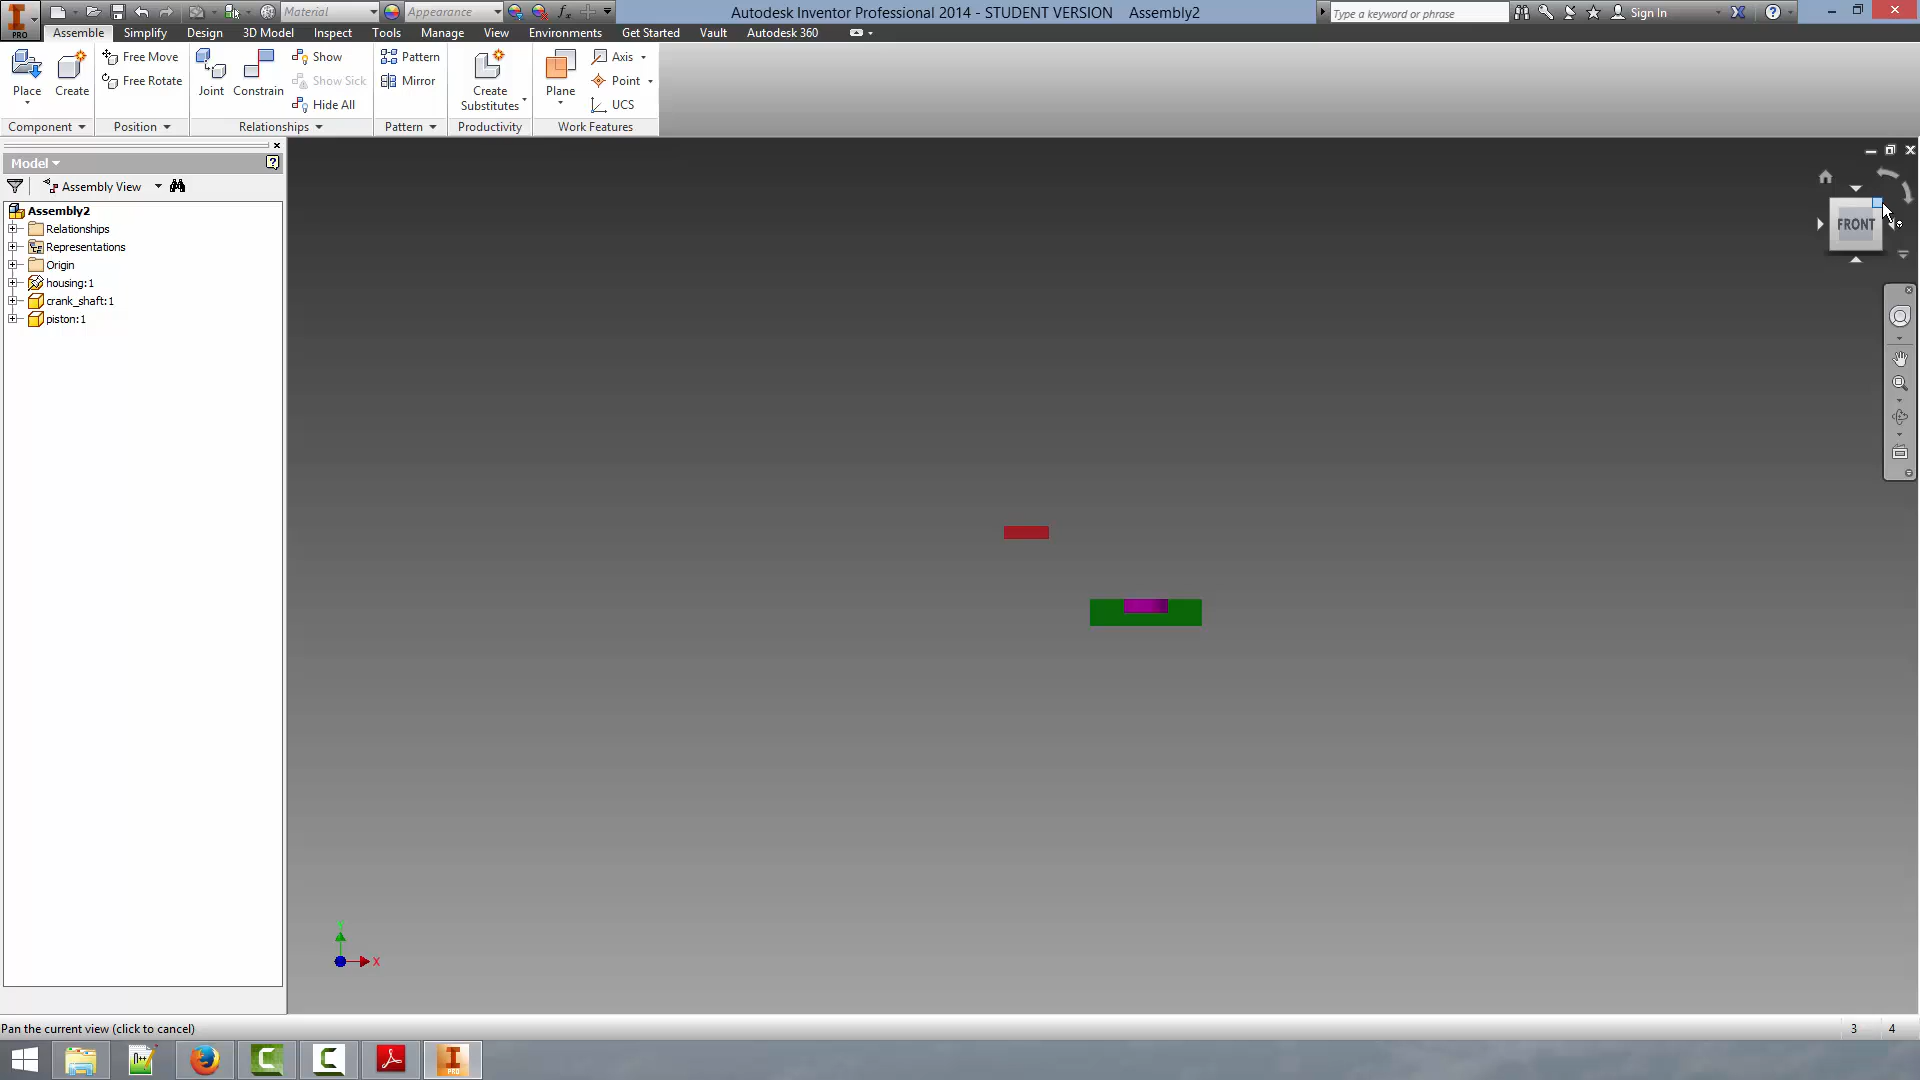 Material
Appearance
Autodesk Inventor Professional 2014 - STUDENT VERSION Assembly2
Type a keyword or phrase
Sign In
PRO
Assemble Simplify Design 3D Model Inspect Tools Manage View Environments Get Started Vault Autodesk 360
Place
Create
Free Move
Free Rotate
Joint
Constrain
Show
Show Sick
Hide All
Pattern
Mirror
Create
Substitutes
Plane
Axis
Point
UCS
Component
Position
Relationships
Pattern
Productivity
Work Features
Model
Assembly View
Assembly2
Relationships
Representations
Origin
housing:1
crank_shaft:1
piston:1
FRONT
y
x
Pan the current view (click to cancel)
3 4
PRO